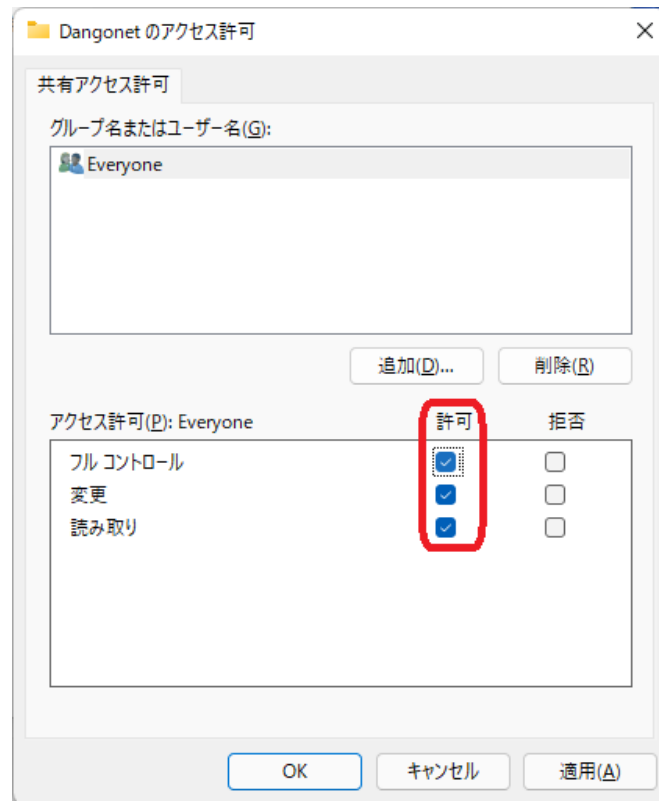 Dangonet のアクセス許可
共有アクセス許可
グループ名またはユーザー名(G):
Everyone
追加(D)...
削除(R)
アクセス許可(P): Everyone 許可 拒否
フル コントロール
変更
読み取り
OK
キャンセル
適用(A)